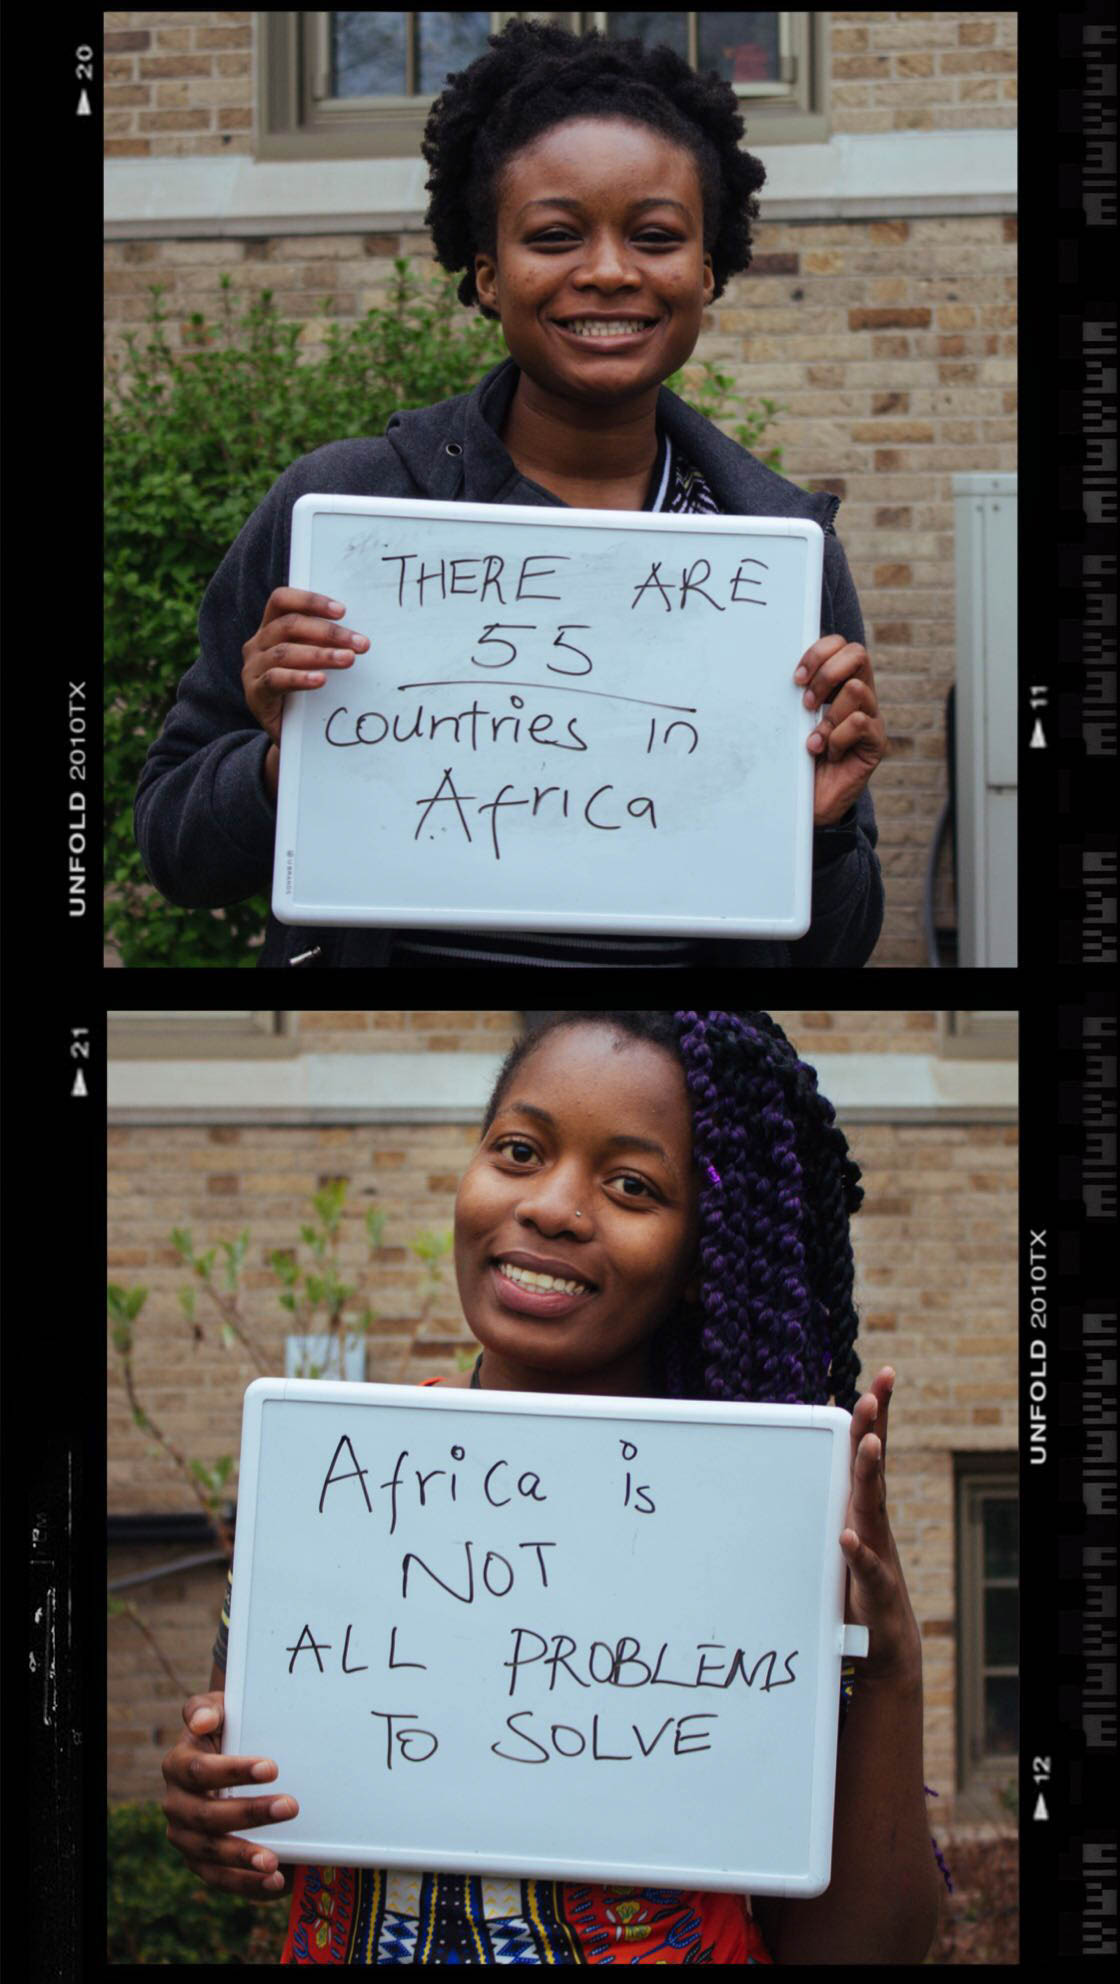 ▶ 20
THERE ARE
55
countries in
Africa
UNFOLD 2010TX
▶ 11
▶ 21
Africa is
NOT
ALL PROBLEMS
TO SOLVE
UNFOLD 2010TX
▶ 12